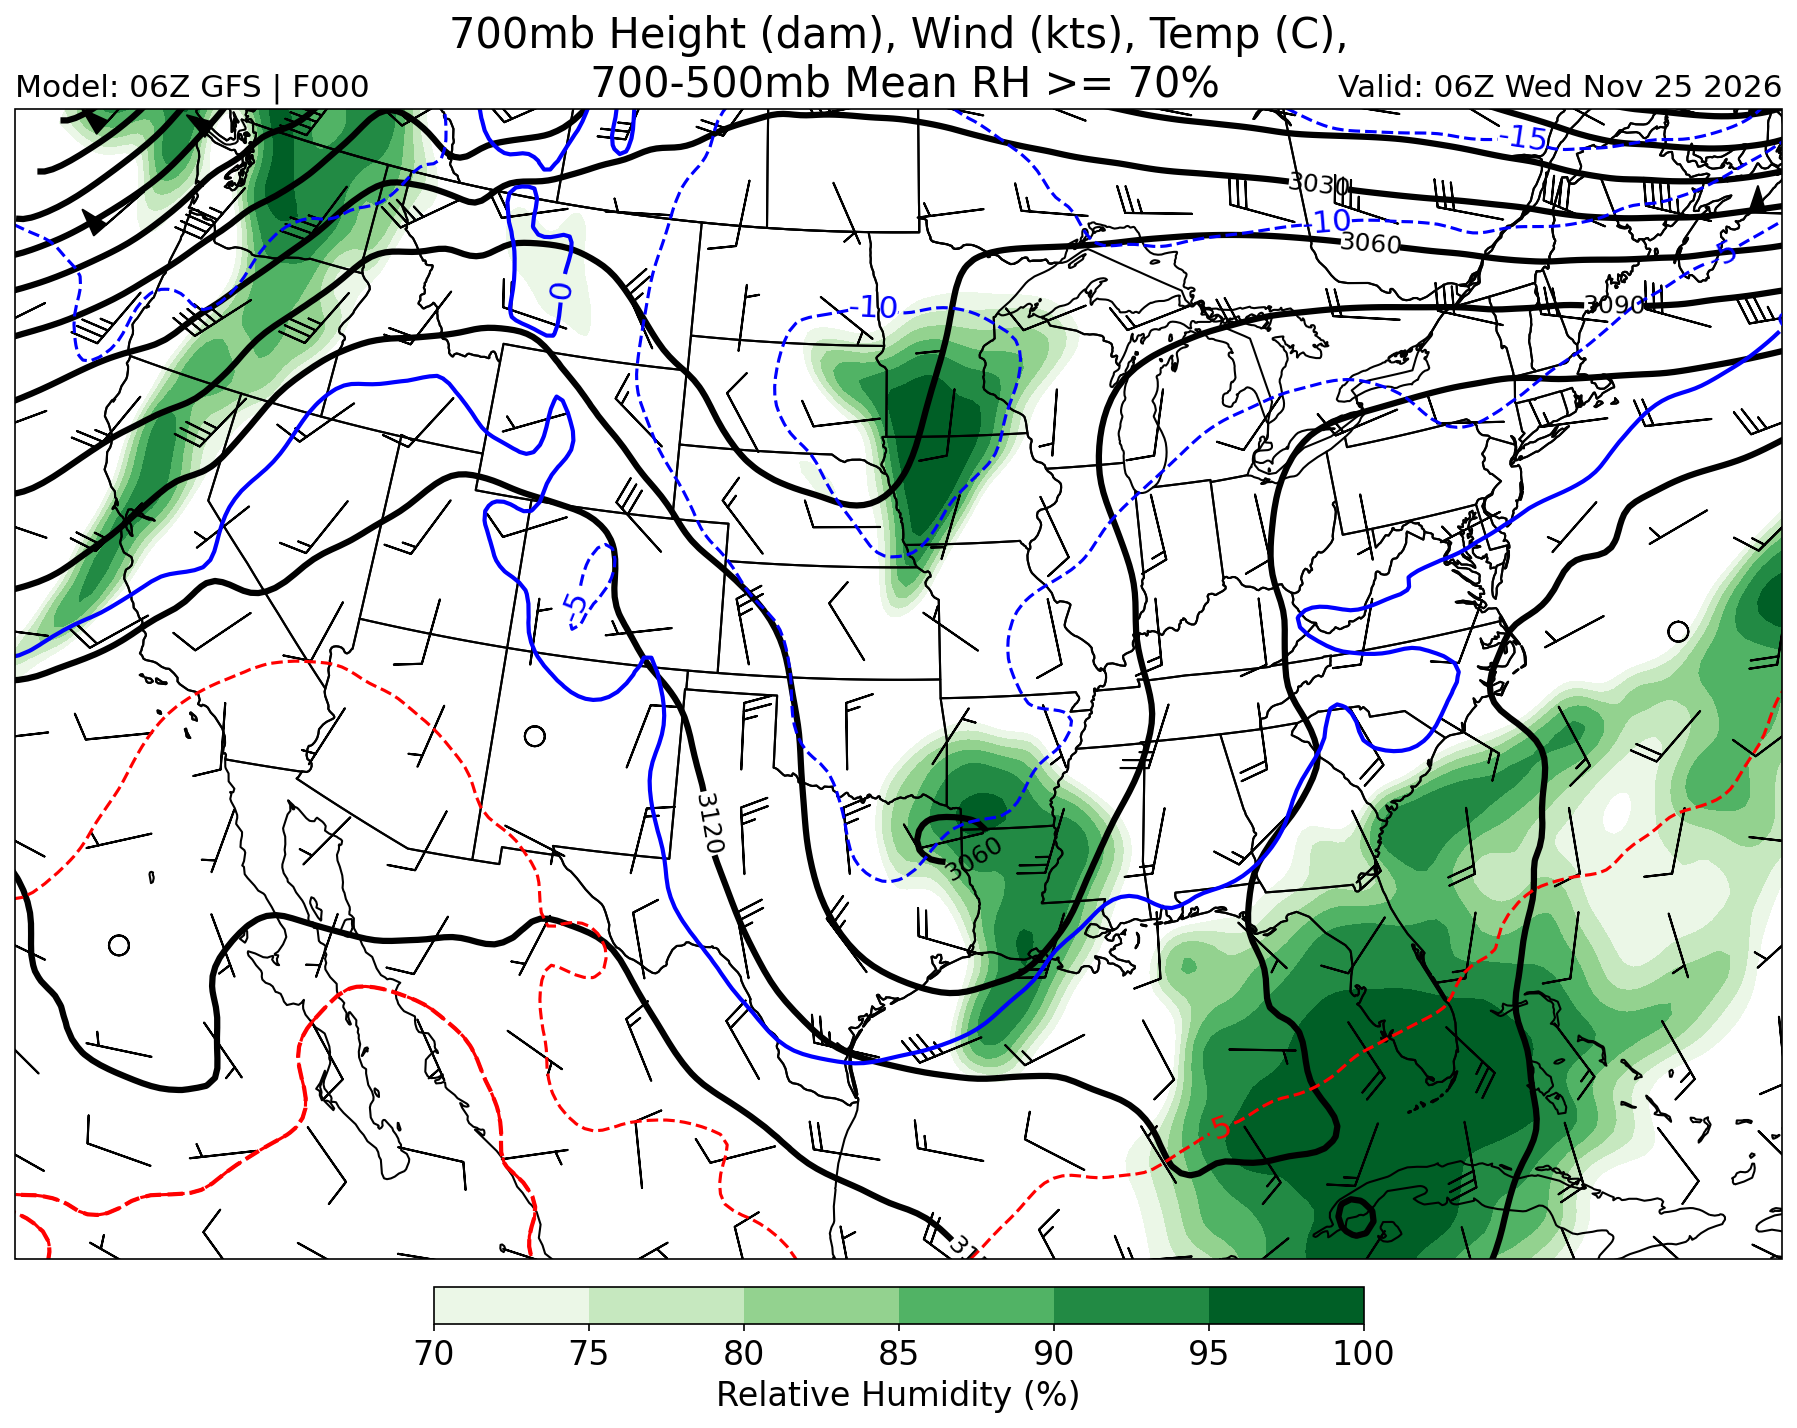 700mb Height (dam), Wind (kts), Temp (C),
700-500mb Mean RH >= 70%
Model: 06Z GFS | F000
Valid: 06Z Wed Nov 25 2026
-15
3030
-10
3060
-5
3090
0
-10
-5
3120
3060
5
70 75 80 85 90 95 100
Relative Humidity (%)